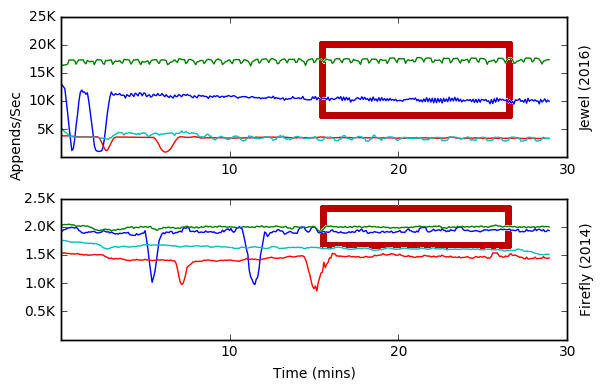 25K
20K
15K
10K
5K
10
20
30
Jewel (2016)
Appends/Sec
2.5K
2.0K
1.5K
1.0K
0.5K
10
20
30
Firefly (2014)
Time (mins)